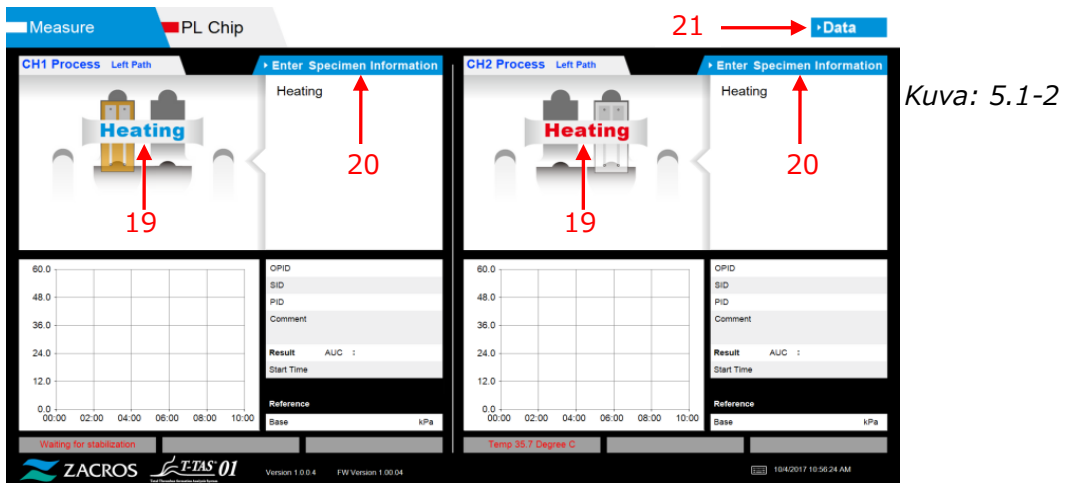 Measure
PL Chip
21
Data
CH1 Process Left Path
Enter Specimen Information
Heating
Heating
19
20
CH2 Process Left Path
Enter Specimen Information
Heating
Heating
19
20
Kuva: 5.1-2
60.0
48.0
36.0
24.0
12.0
0.0
00:00 02:00 04:00 06:00 08:00 10:00
OPID
SID
PID
Comment
Result AUC :
Start Time
Reference
Base kPa
60.0
48.0
36.0
24.0
12.0
0.0
00:00 02:00 04:00 06:00 08:00 10:00
OPID
SID
PID
Comment
Result AUC :
Start Time
Reference
Base kPa
Waiting for stabilization
Temp 35.7 Degree C
ZACROS
T-TAS 01
Total Thrombus formation Analysis System
Version 1.0.0.4 FW Version 1.00.04
10/4/2017 10:56:24 AM